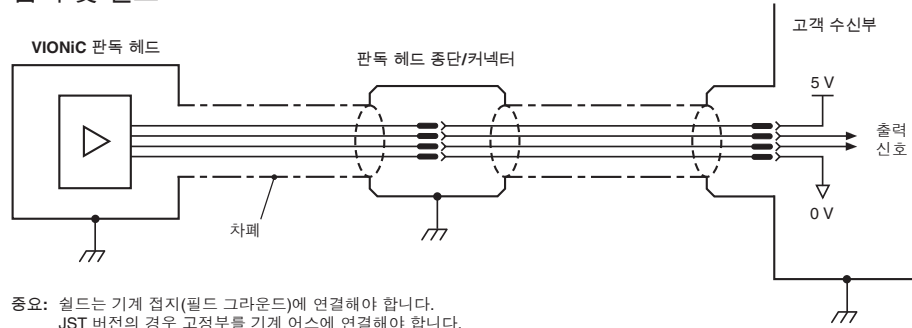 VIONiC 판독 헤드
판독 헤드 종단/커넥터
고객 수신부
5 V
출력
신호
0 V
차폐
중요: 쉴드는 기계 접지(필드 그라운드)에 연결해야 합니다.
JST 버전의 경우 고정부를 기계 어스에 연결해야 합니다.